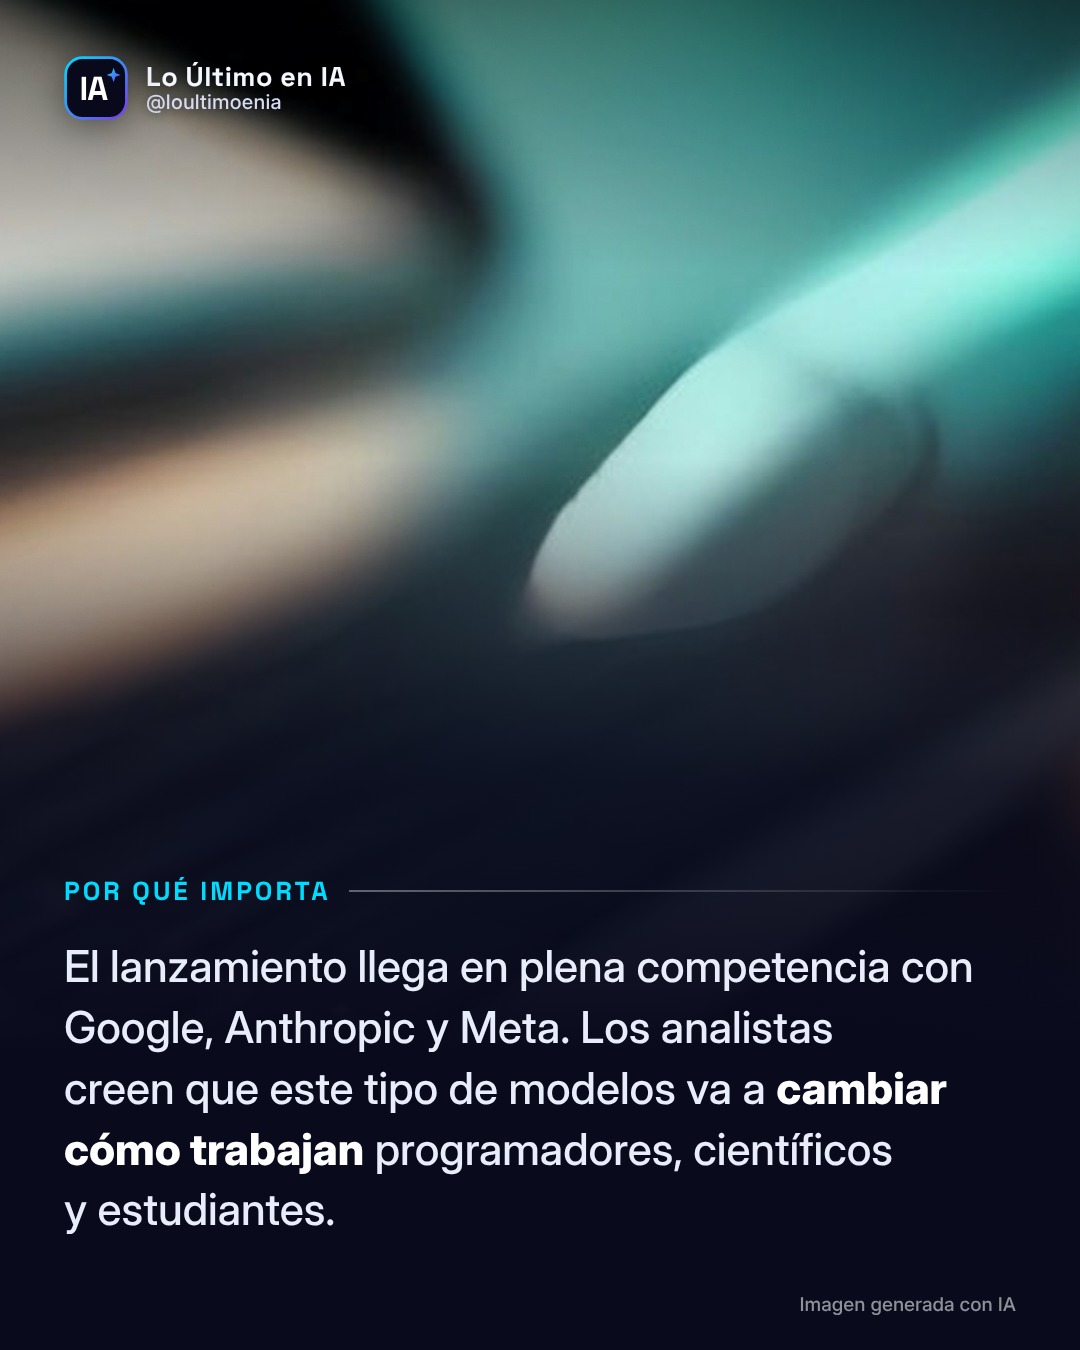 IA
Lo Último en IA
@loultimoenia
POR QUÉ IMPORTA
El lanzamiento llega en plena competencia con
Google, Anthropic y Meta. Los analistas
creen que este tipo de modelos va a cambiar
cómo trabajan programadores, científicos
y estudiantes.
Imagen generada con IA